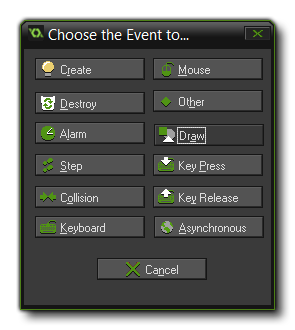 Choose the Event to...
Create
Mouse
Destroy
Other
Alarm
Draw
Step
Key Press
Collision
Key Release
Keyboard
Asynchronous
Cancel